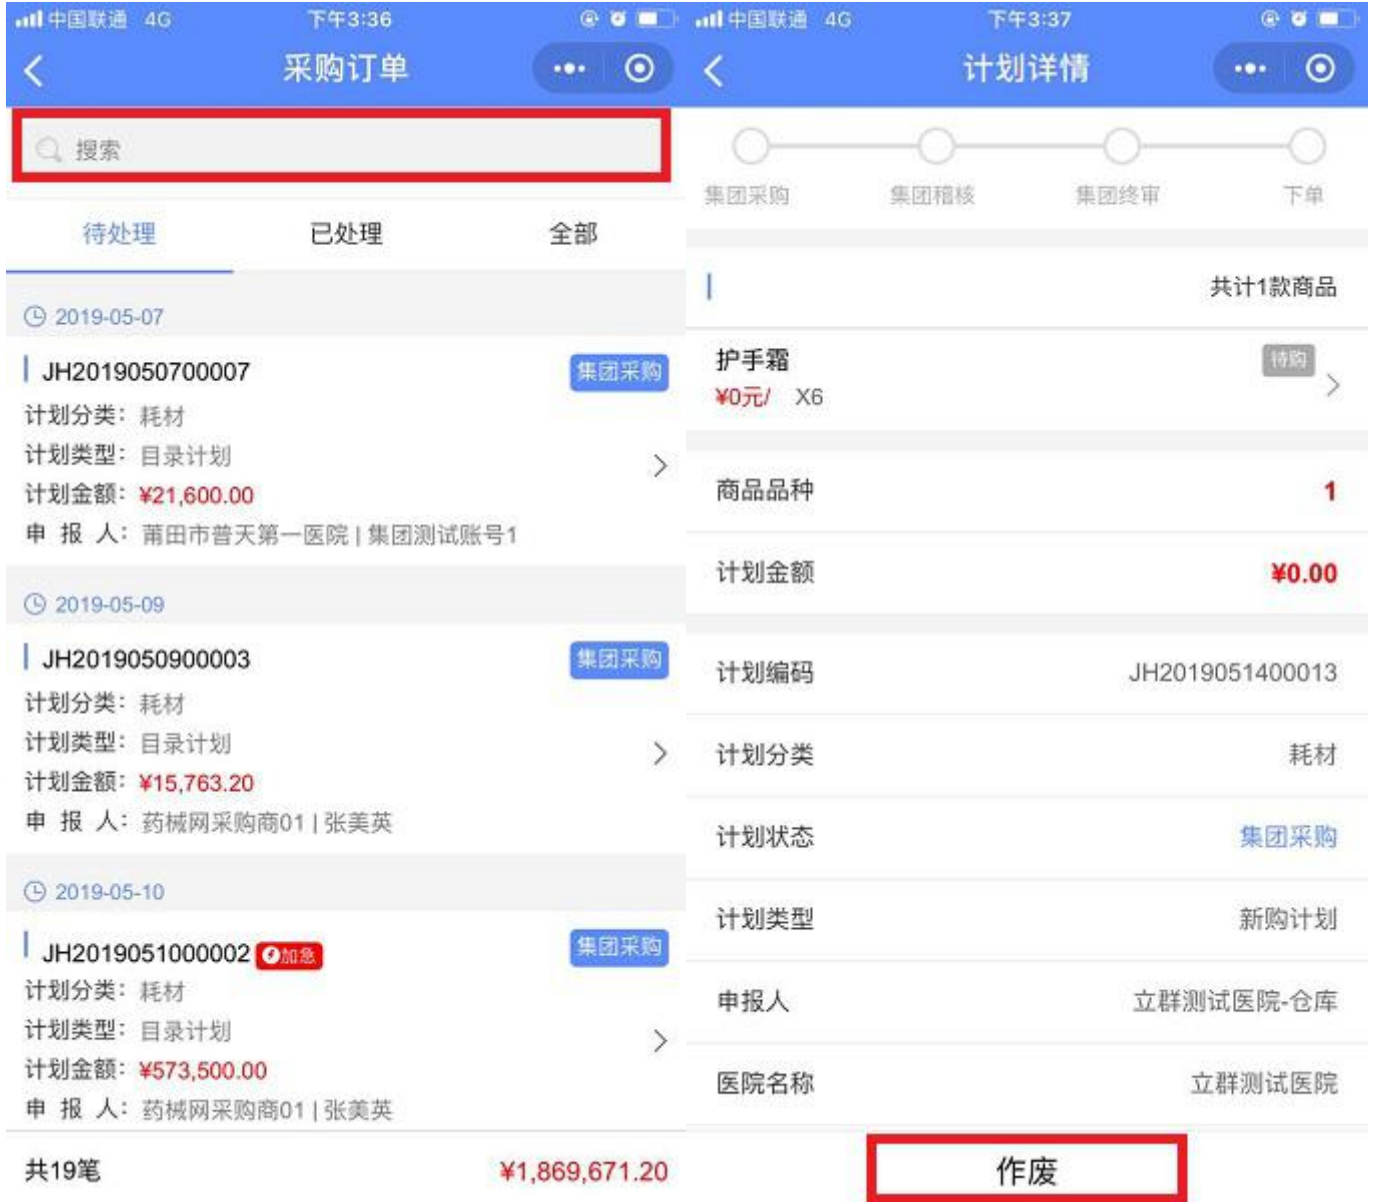 中国联通 4G 下午3:36
采购订单
搜索
待处理 已处理 全部
2019-05-07
JH2019050700007 集团采购
计划分类：耗材
计划类型：目录计划
计划金额：¥21,600.00
申 报 人：莆田市普天第一医院 | 集团测试账号1
2019-05-09
JH2019050900003 集团采购
计划分类：耗材
计划类型：目录计划
计划金额：¥15,763.20
申 报 人：药械网采购商01 | 张美英
2019-05-10
JH2019051000002 加急 集团采购
计划分类：耗材
计划类型：目录计划
计划金额：¥573,500.00
申 报 人：药械网采购商01 | 张美英
共19笔 ¥1,869,671.20
中国联通 4G 下午3:37
计划详情
集团采购 集团稽核 集团终审 下单
共计1款商品
护手霜 待购
¥0元/ X6
商品品种 1
计划金额 ¥0.00
计划编码 JH2019051400013
计划分类 耗材
计划状态 集团采购
计划类型 新购计划
申报人 立群测试医院-仓库
医院名称 立群测试医院
作废